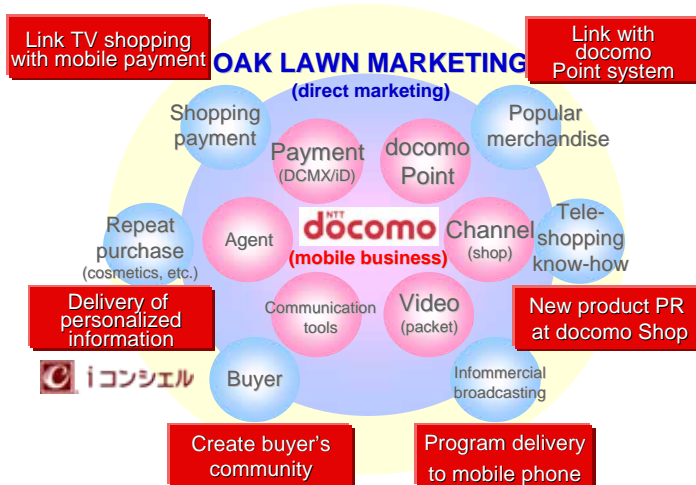 Link TV shopping
with mobile payment
OAK LAWN MARKETING
(direct marketing)
Link with
docomo
Point system
Shopping
payment
Popular
merchandise
Payment
(DCMX/iD)
docomo
Point
Repeat
purchase
(cosmetics, etc.)
Agent
NTT
döcomo
(mobile business)
Channel
(shop)
Tele-
shopping
know-how
Delivery of
personalized
information
Communication
tools
Video
(packet)
New product PR
at docomo Shop
iコンシェル
Buyer
Infommercial
broadcasting
Create buyer's
community
Program delivery
to mobile phone